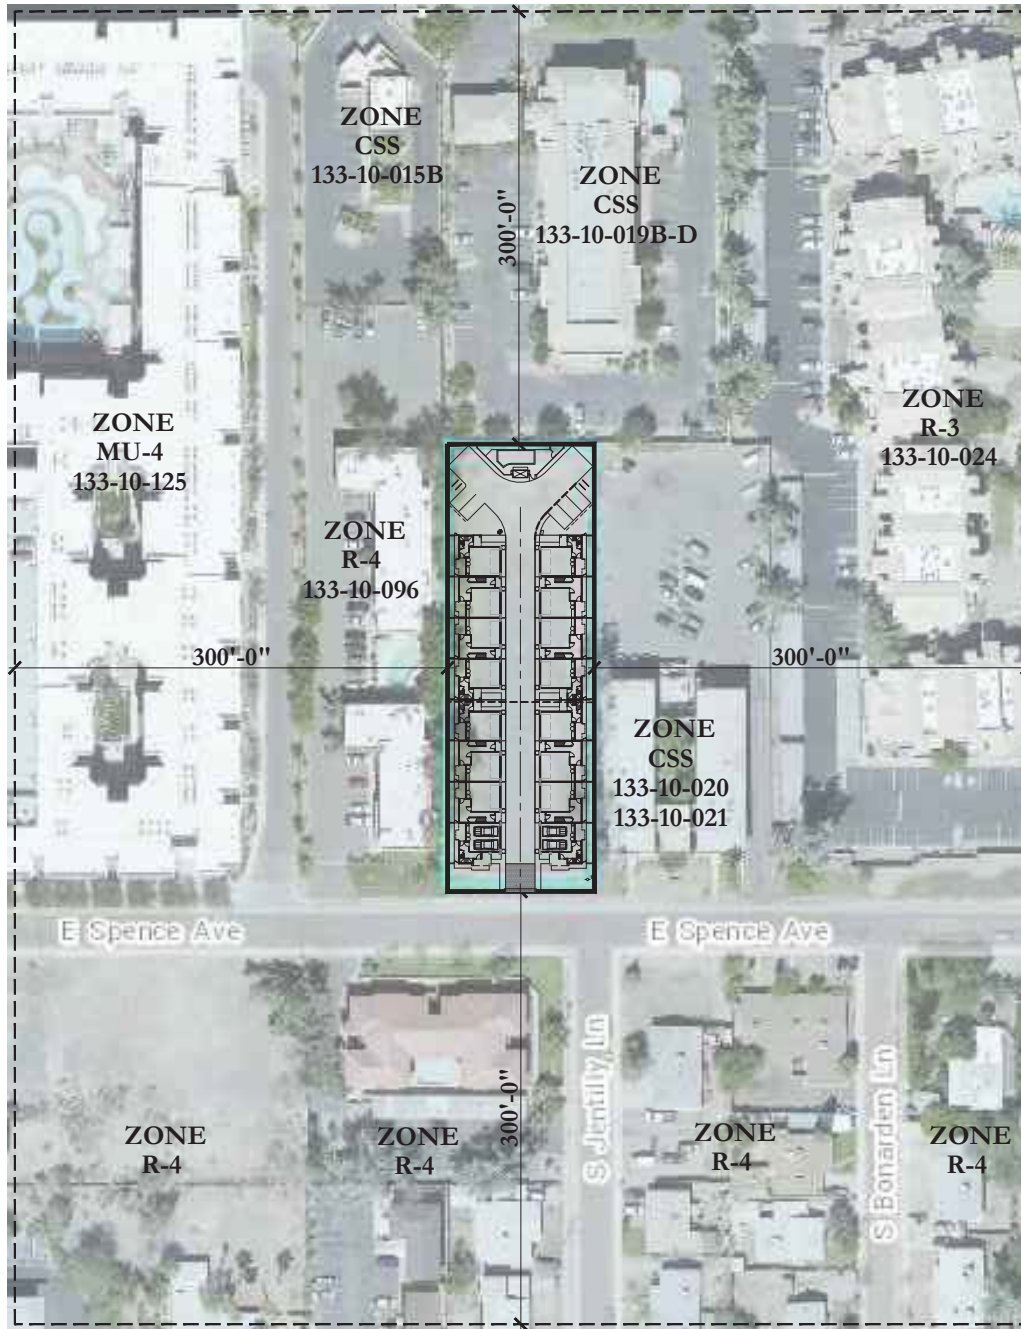 ZONE
CSS
133-10-015B
ZONE
CSS
133-10-019B-D
300'-0"
ZONE
MU-4
133-10-125
ZONE
R-3
133-10-024
ZONE
R-4
133-10-096
300'-0"
300'-0"
ZONE
CSS
133-10-020
133-10-021
E Spence Ave
E Spence Ave
S Jentilly Ln
300'-0"
S Bonarden Ln
ZONE
R-4
ZONE
R-4
ZONE
R-4
ZONE
R-4